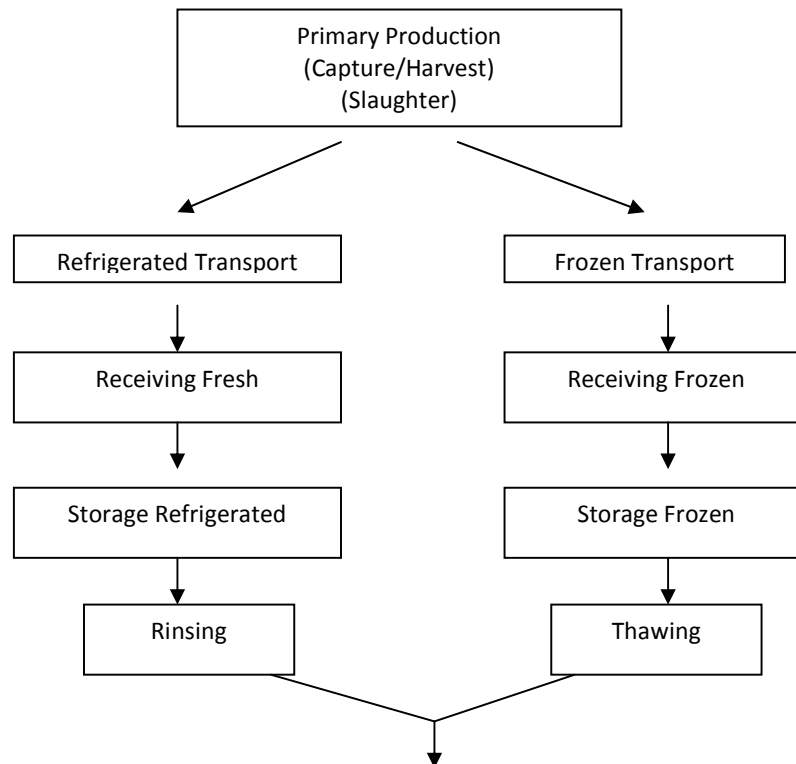 Primary Production
(Capture/Harvest)
(Slaughter)
Refrigerated Transport
Frozen Transport
Receiving Fresh
Receiving Frozen
Storage Refrigerated
Storage Frozen
Rinsing
Thawing